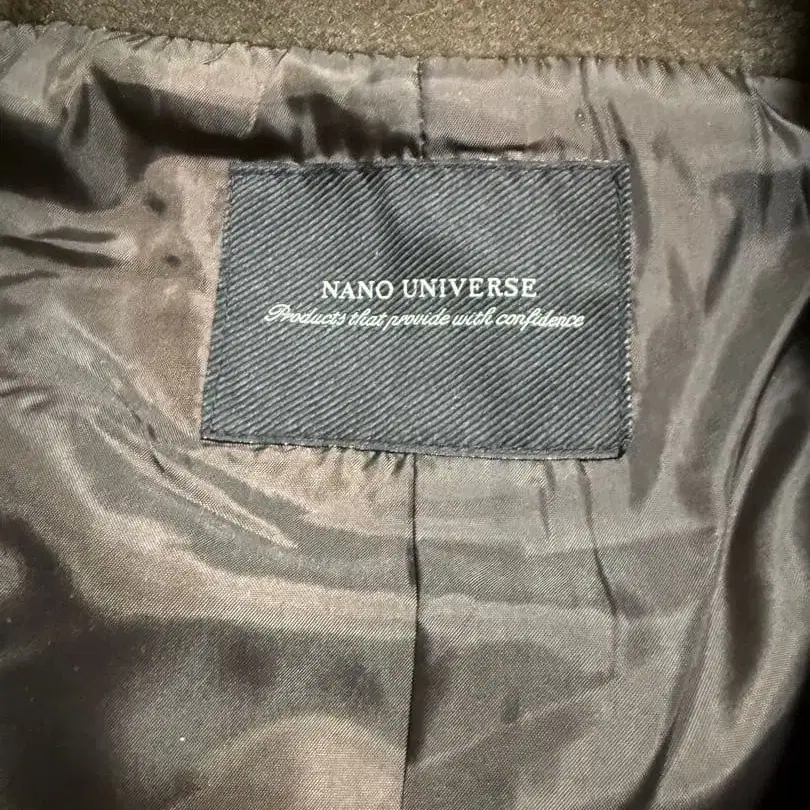 NANO UNIVERSE
Products that provide with confidence